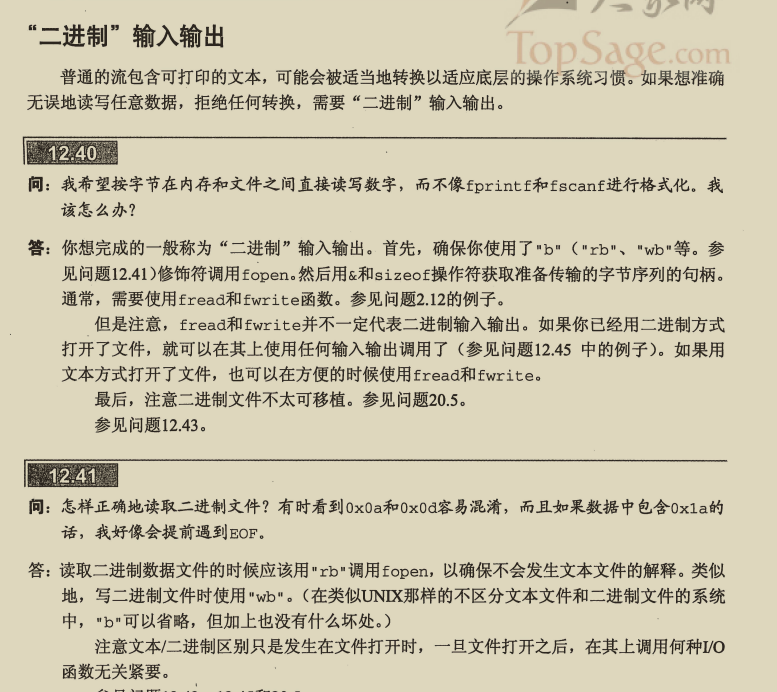 TopSage.com
“二进制”输入输出
普通的流包含可打印的文本，可能会被适当地转换以适应底层的操作系统习惯。如果想准确
无误地读写任意数据，拒绝任何转换，需要“二进制”输入输出。
12.40
问：我希望按字节在内存和文件之间直接读写数字，而不像fprintf和fscanf进行格式化。我
该怎么办？
答：你想完成的一般称为“二进制”输入输出。首先，确保你使用了"b"（"rb"、"wb"等。参
见问题12.41）修饰符调用fopen。然后用&和sizeof操作符获取准备传输的字节序列的句柄。
通常，需要使用fread和fwrite函数。参见问题2.12的例子。
但是注意，fread和fwrite并不一定代表二进制输入输出。如果你已经用二进制方式
打开了文件，就可以在其上使用任何输入输出调用了（参见问题12.45 中的例子）。如果用
文本方式打开了文件，也可以在方便的时候使用fread和fwrite。
最后，注意二进制文件不太可移植。参见问题20.5。
参见问题12.43。
12.41
问：怎样正确地读取二进制文件？有时看到0x0a和0x0d容易混淆，而且如果数据中包含0x1a的
话，我好像会提前遇到EOF。
答：读取二进制数据文件的时候应该用"rb"调用fopen，以确保不会发生文本文件的解释。类似
地，写二进制文件时使用"wb"。（在类似UNIX那样的不区分文本文件和二进制文件的系统
中，"b"可以省略，但加上也没有什么坏处。）
注意文本/二进制区别只是发生在文件打开时，一旦文件打开之后，在其上调用何种I/O
函数无关紧要。